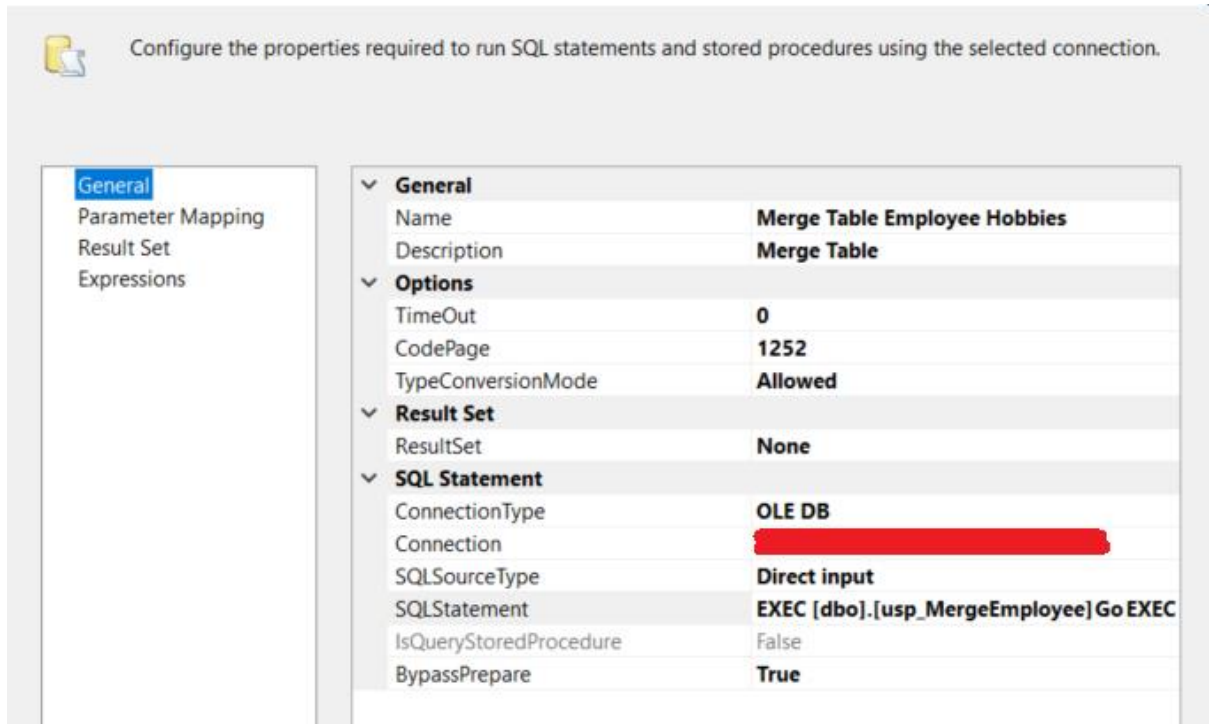 Configure the properties required to run SQL statements and stored procedures using the selected connection.
General
Parameter Mapping
Result Set
Expressions
General
Name Merge Table Employee Hobbies
Description Merge Table
Options
TimeOut 0
CodePage 1252
TypeConversionMode Allowed
Result Set
ResultSet None
SQL Statement
ConnectionType OLE DB
Connection
SQLSourceType Direct input
SQLStatement EXEC [dbo].[usp_MergeEmployee] Go EXEC
IsQueryStoredProcedure False
BypassPrepare True